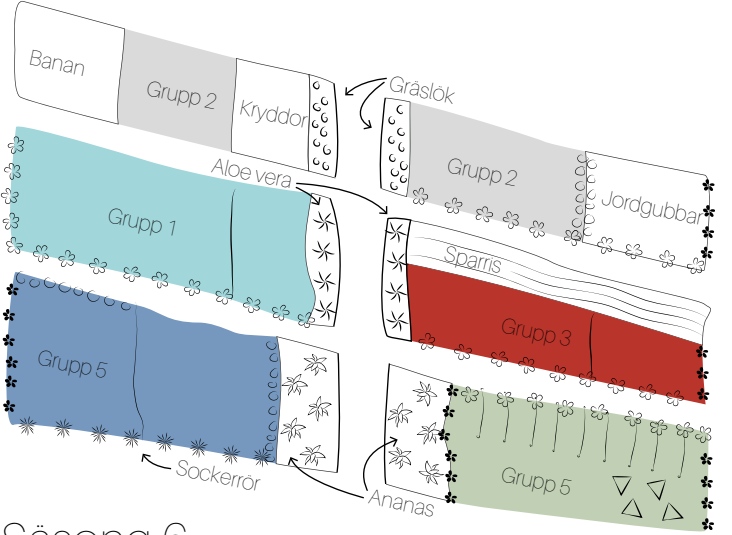 Banan
Grupp 2
Kryddor
Gräslök
Grupp 2
Jordgubbar
Aloe vera
Grupp 1
Sparris
Grupp 3
Grupp 5
Sockerrör
Ananas
Grupp 5